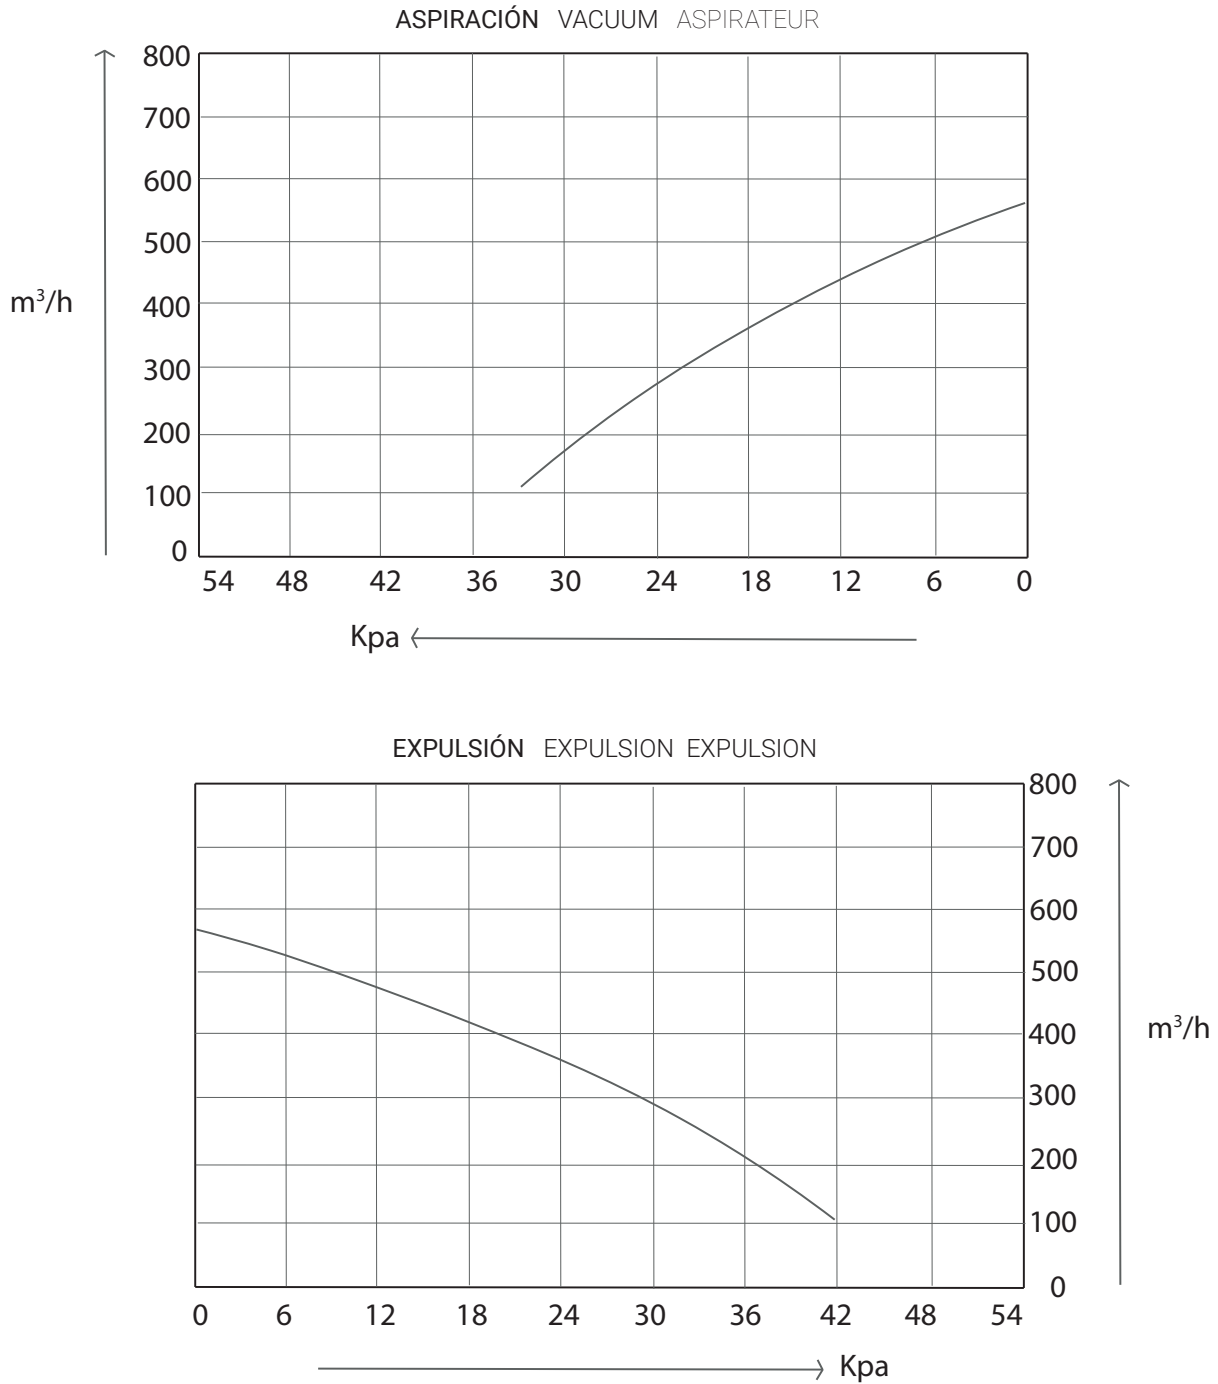 ASPIRACIÓN VACUUM ASPIRATEUR
800
700
600
500
m³/h
400
300
200
100
0
54 48 42 36 30 24 18 12 6 0
Kpa
EXPULSIÓN EXPULSION EXPULSION
800
700
600
500
400
m³/h
300
200
100
0
0 6 12 18 24 30 36 42 48 54
Kpa